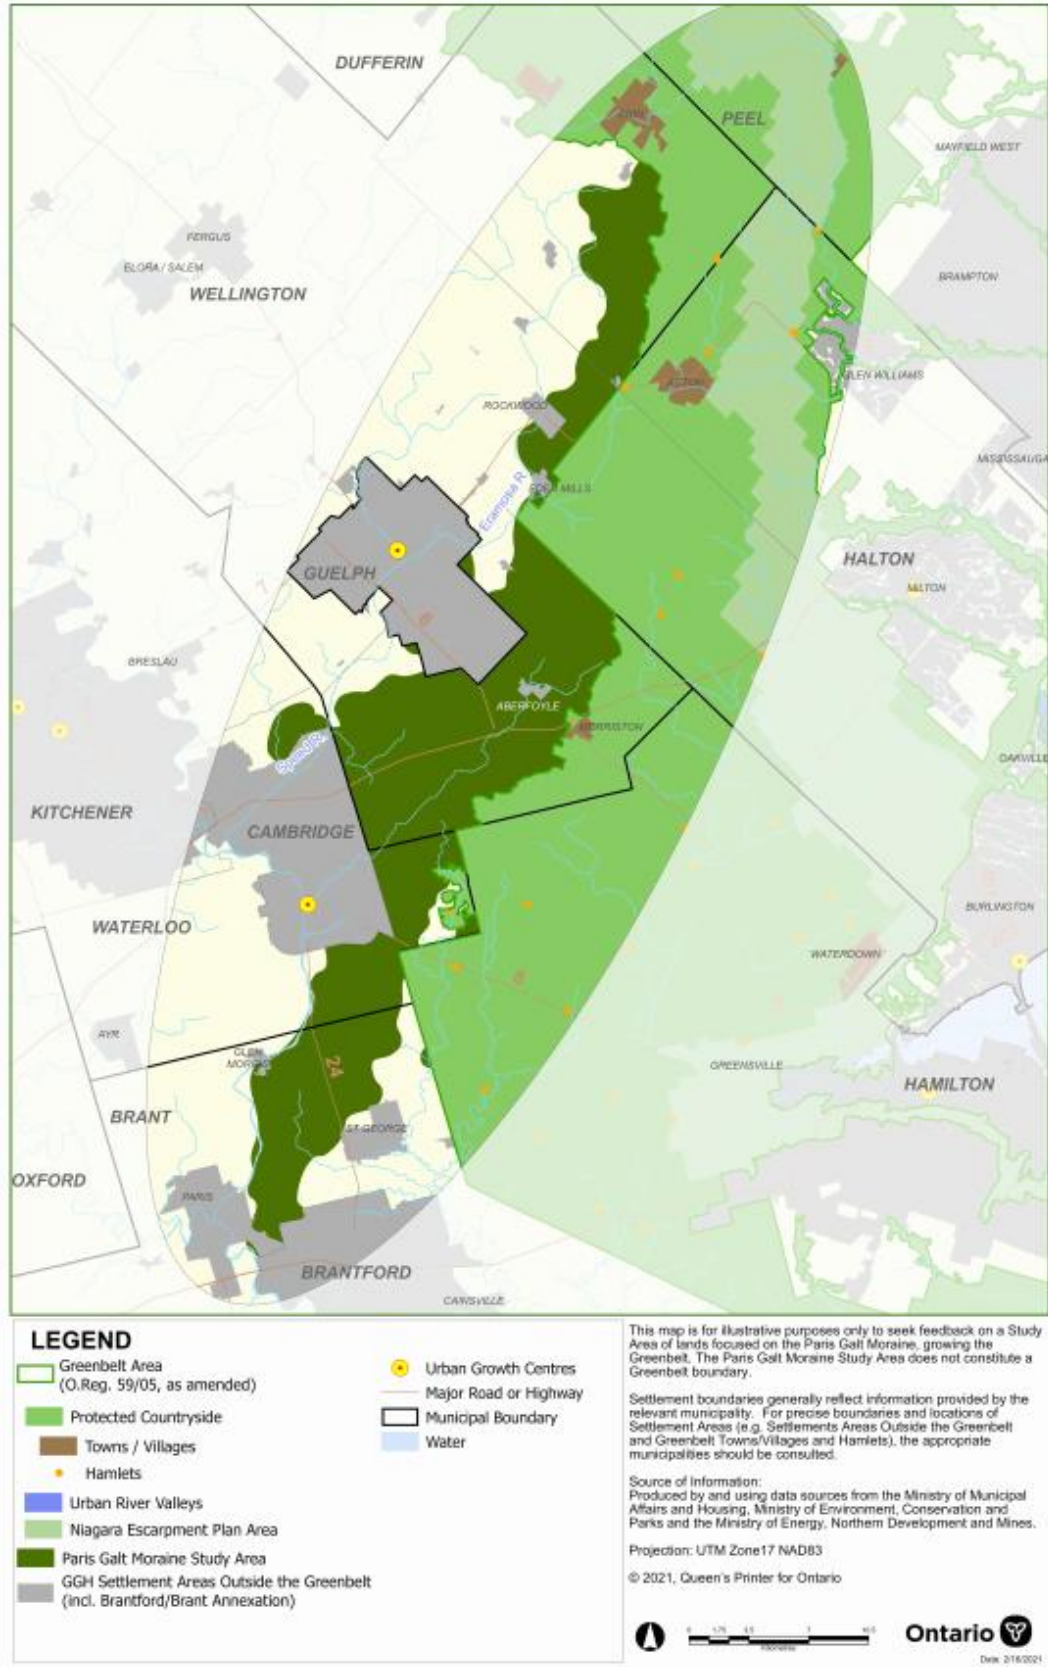 DUFFERIN
PEEL
MAYFIELD WEST
FERGUS
ELORA / SALEM
WELLINGTON
BRAMPTON
GLEN WILLIAMS
ACTON
ROCKWOOD
MISSISSAUGA
EDEN MILLS
Eramosa R.
HALTON
GUELPH
MILTON
BRESLAU
ABERFOYLE
MORRISTON
Speed R.
OAKVILLE
KITCHENER
CAMBRIDGE
BURLINGTON
WATERLOO
WATERDOWN
AYR
GLEN
MORRIS
24
GREENSVILLE
HAMILTON
BRANT
ST. GEORGE
OXFORD
PARIS
BRANTFORD
CAINSVILLE
LEGEND
Greenbelt Area
(O.Reg. 59/05, as amended)
Protected Countryside
Towns / Villages
Hamlets
Urban River Valleys
Niagara Escarpment Plan Area
Paris Galt Moraine Study Area
GGH Settlement Areas Outside the Greenbelt
(incl. Brantford/Brant Annexation)
Urban Growth Centres
Major Road or Highway
Municipal Boundary
Water
This map is for illustrative purposes only to seek feedback on a Study
Area of lands focused on the Paris Galt Moraine, growing the
Greenbelt. The Paris Galt Moraine Study Area does not constitute a
Greenbelt boundary.
Settlement boundaries generally reflect information provided by the
relevant municipality. For precise boundaries and locations of
Settlement Areas (e.g. Settlements Areas Outside the Greenbelt
and Greenbelt Towns/Villages and Hamlets), the appropriate
municipalities should be consulted.
Source of Information:
Produced by and using data sources from the Ministry of Municipal
Affairs and Housing, Ministry of Environment, Conservation and
Parks and the Ministry of Energy, Northern Development and Mines.
Projection: UTM Zone17 NAD83
© 2021, Queen's Printer for Ontario
Kilometres
Ontario
Date: 2/16/2021